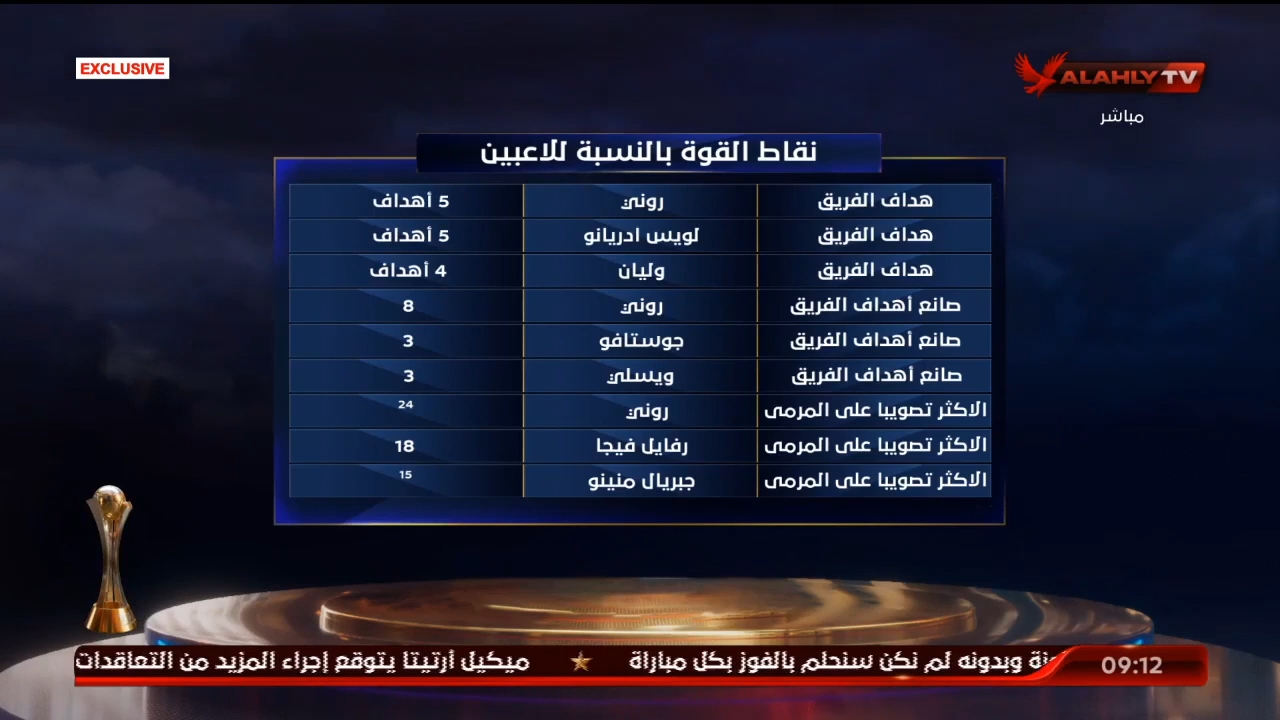 EXCLUSIVE
ALAHLY TV
مباشر
نقاط القوة بالنسبة للاعبين
هداف الفريق روني 5 أهداف
هداف الفريق لويس ادريانو 5 أهداف
هداف الفريق وليان 4 أهداف
صانع أهداف الفريق روني 8
صانع أهداف الفريق جوستافو 3
صانع أهداف الفريق ويسلي 3
الاكثر تصويبا على المرمى روني 24
الاكثر تصويبا على المرمى رفايل فيجا 18
الاكثر تصويبا على المرمى جبريال منينو 15
وبدونه لم نكن سنحلم بالفوز بكل مباراة ميكيل أرتيتا يتوقع إجراء المزيد من التعاقدات
09:12